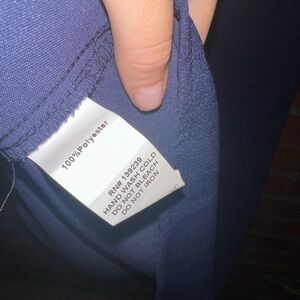 100%Polyester
RN# 139239
HAND WASH COLD
DO NOT BLEACH
DO NOT IRON